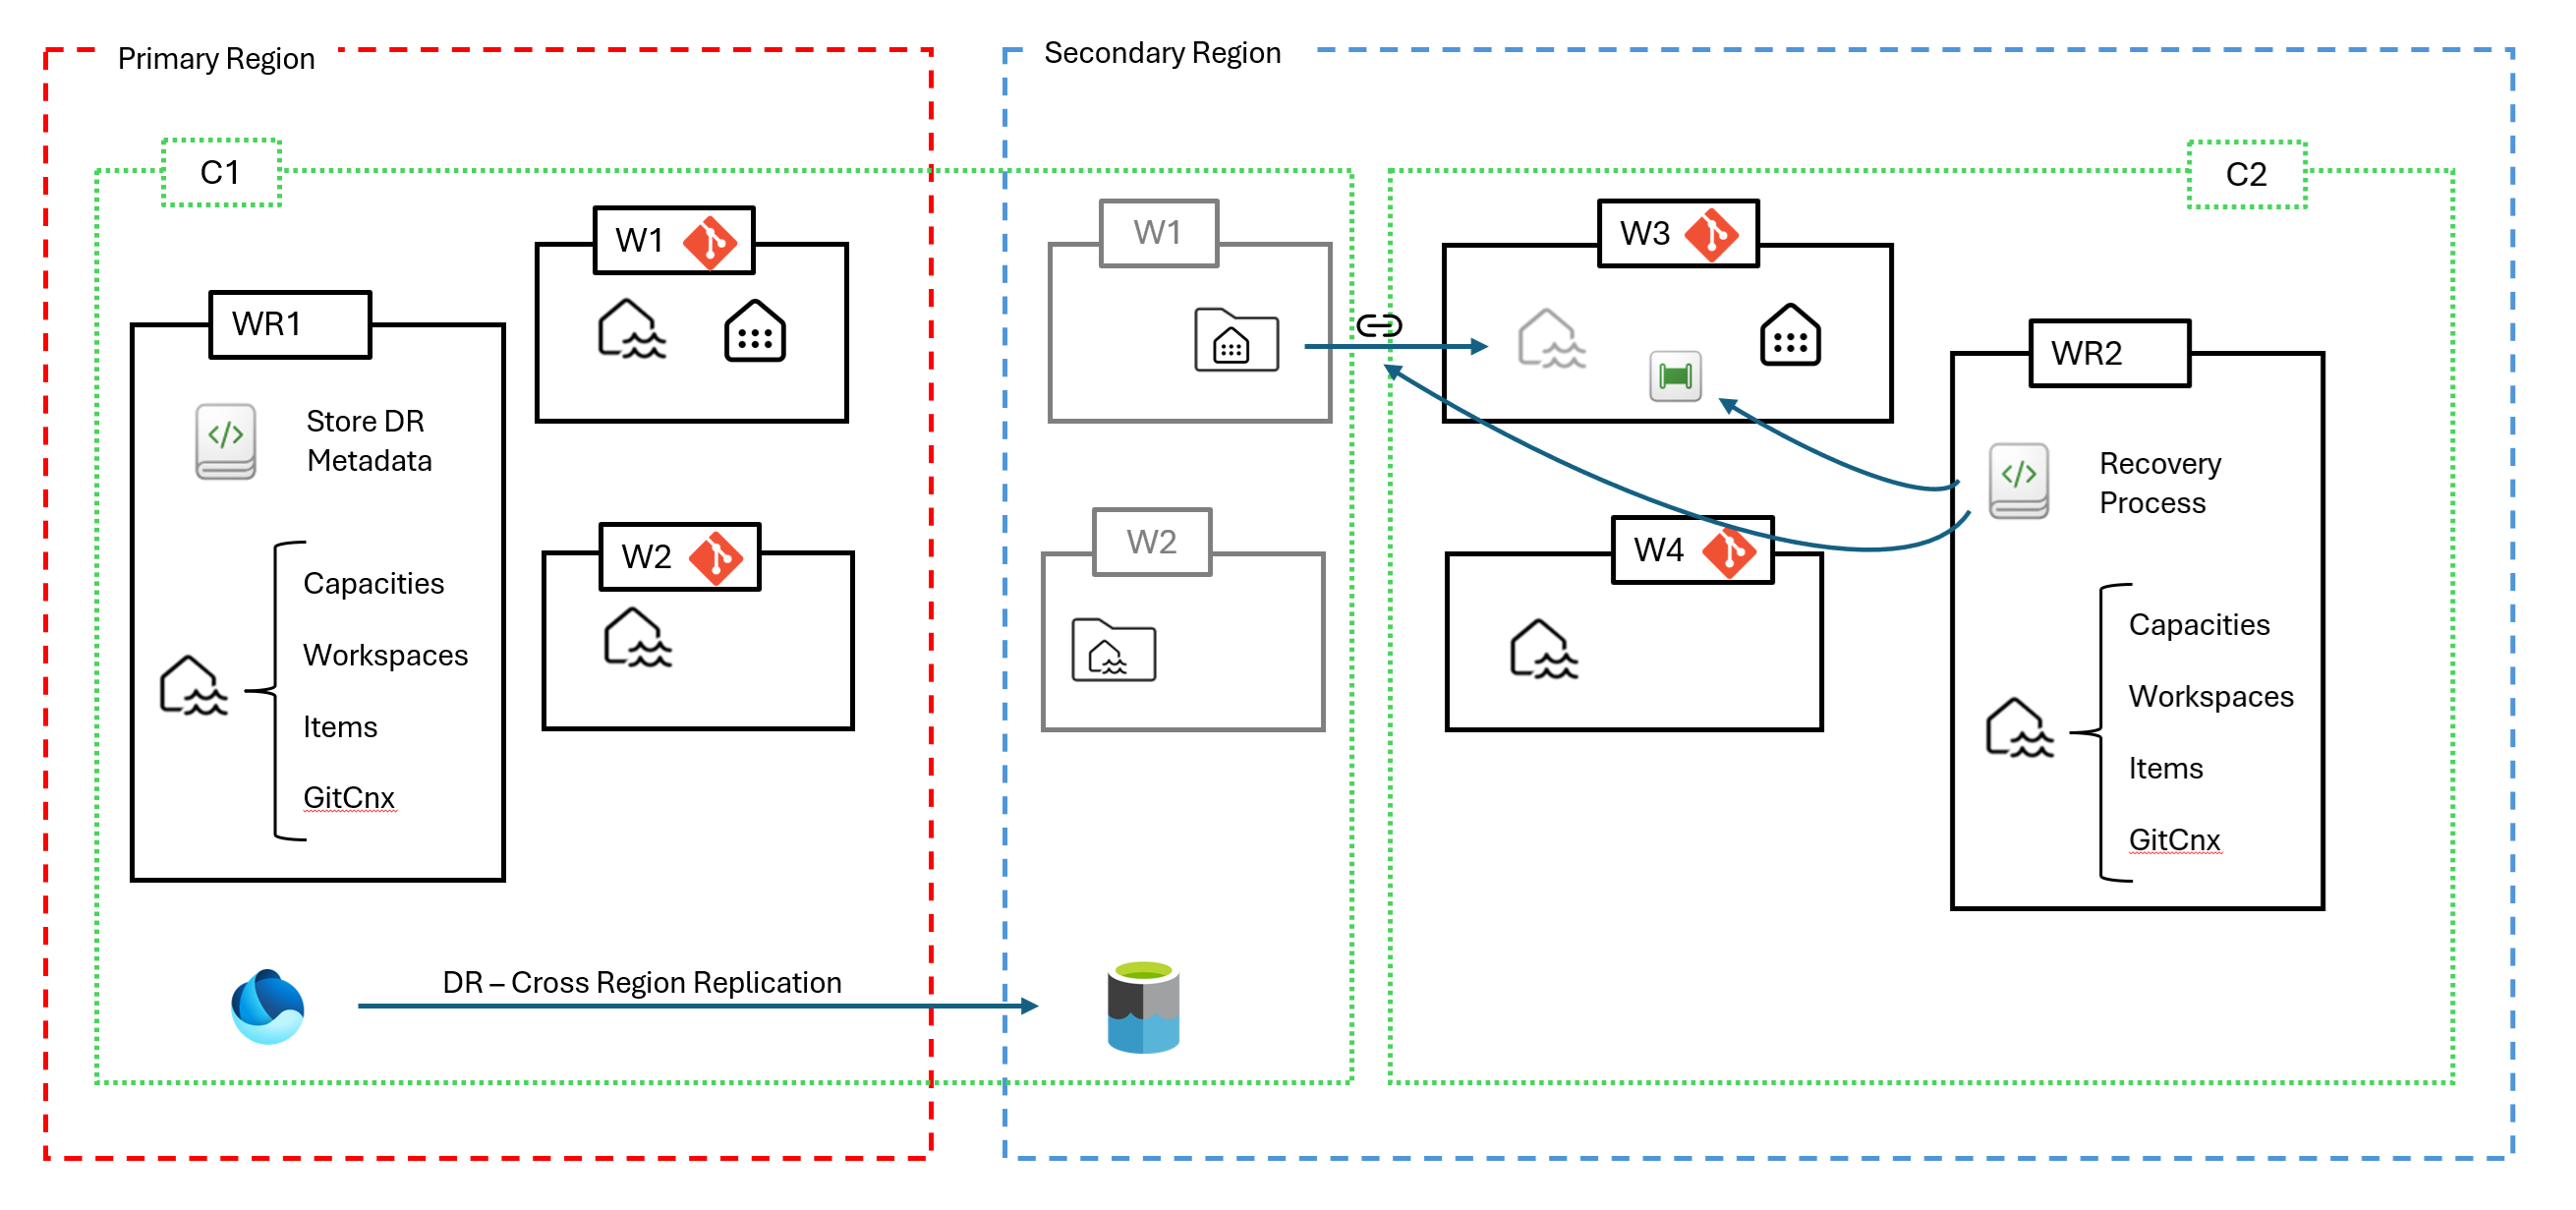 Primary Region
Secondary Region
C1
C2
WR1
Store DR
Metadata
Capacities
Workspaces
Items
GitCnx
W1
W2
DR – Cross Region Replication
W1
W2
W3
W4
WR2
Recovery
Process
Capacities
Workspaces
Items
GitCnx